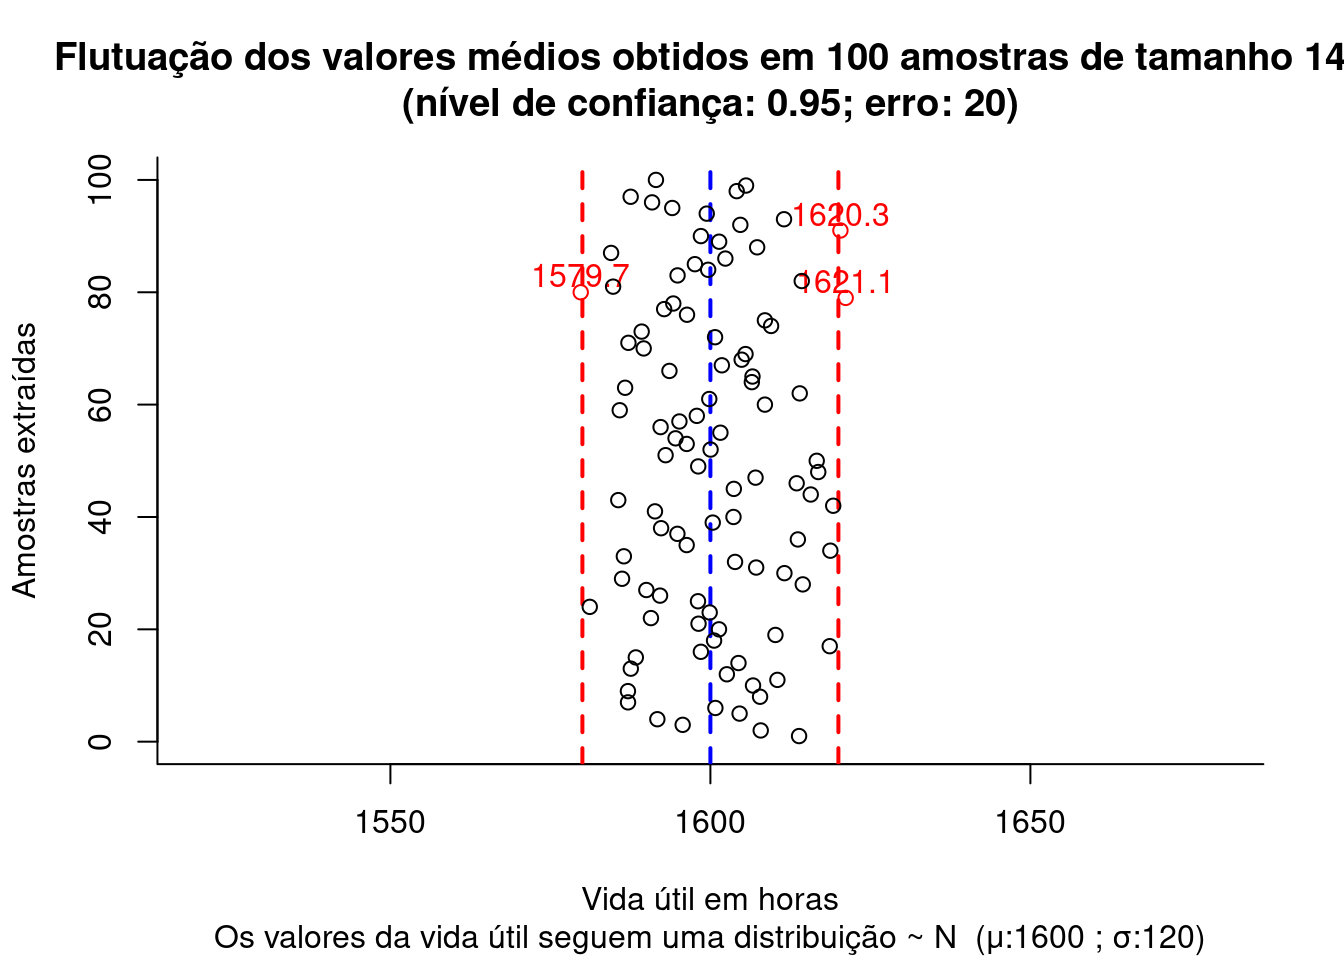 Flutuação dos valores médios obtidos em 100 amostras de tamanho 14
(nível de confiança: 0.95; erro: 20)
100
1620.3
1579.7
1621.1
80
60
40
20
0
Amostras extraídas
1550 1600 1650
Vida útil em horas
Os valores da vida útil seguem uma distribuição ~ N (μ:1600 ; σ:120)